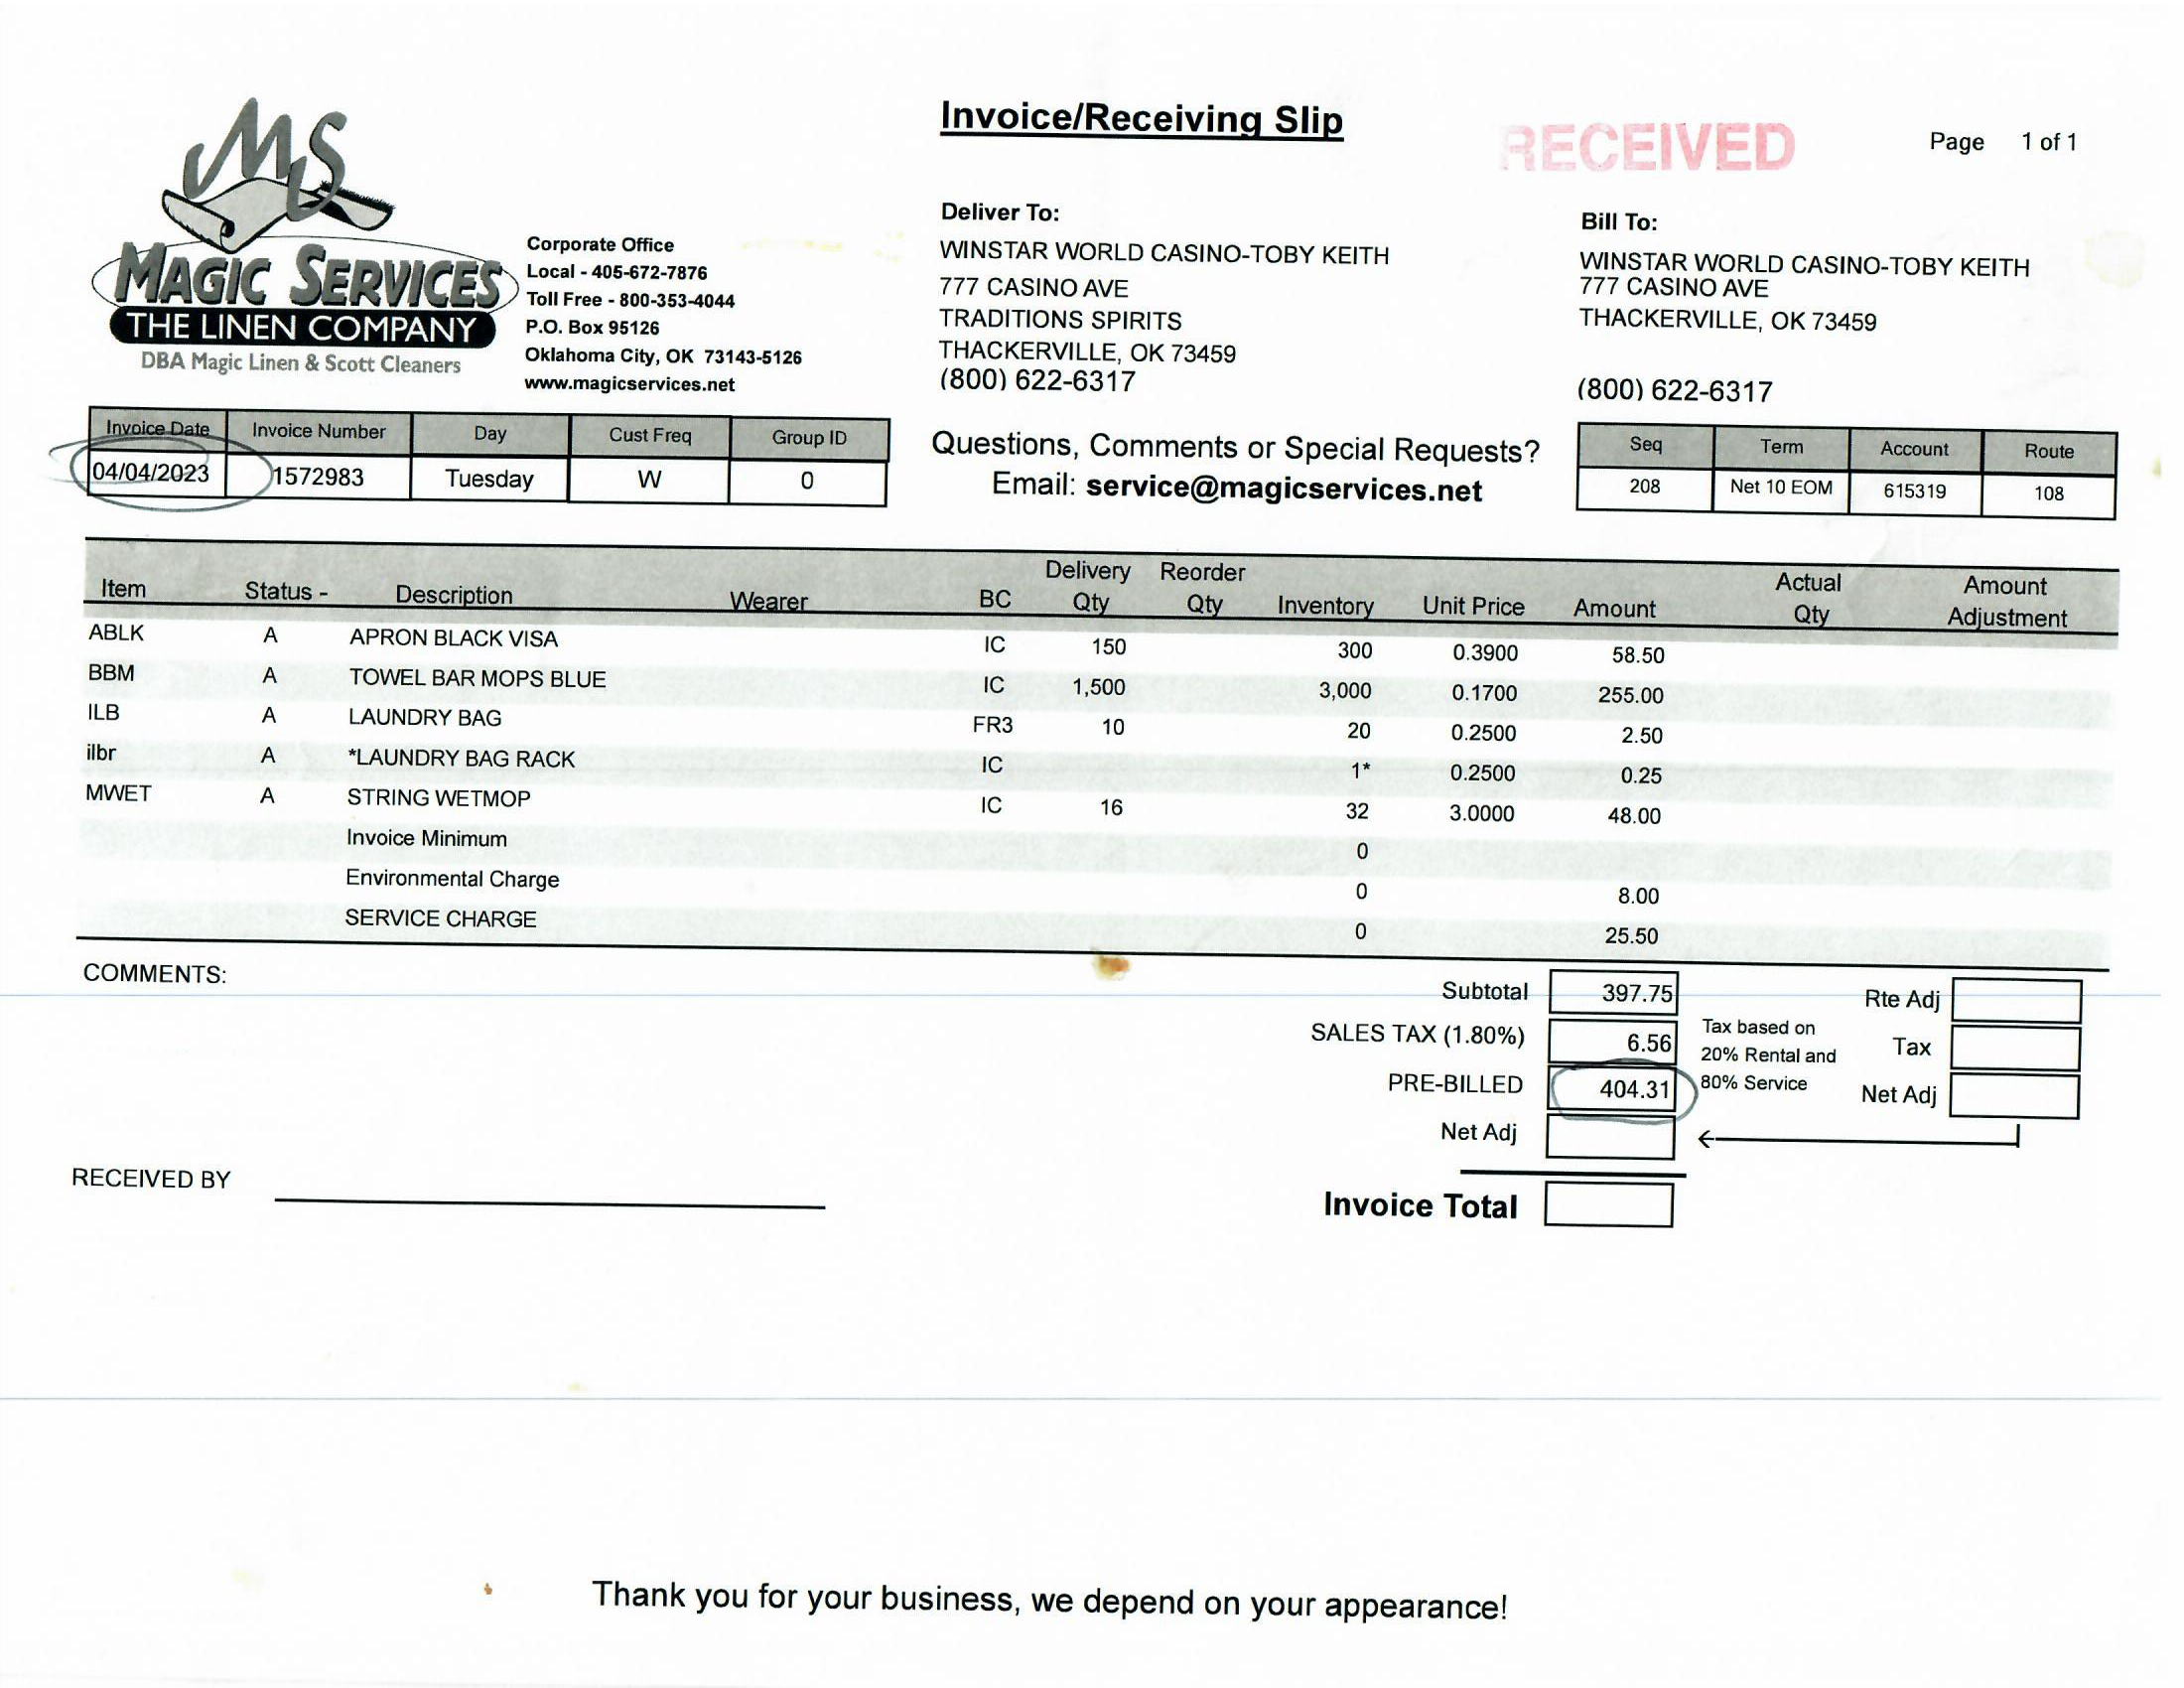 Invoice/Receiving Slip
RECEIVED
Page 1 of 1
MS
MAGIC SERVICES
THE LINEN COMPANY
DBA Magic Linen & Scott Cleaners
Corporate Office
Local - 405-672-7876
Toll Free - 800-353-4044
P.O. Box 95126
Oklahoma City, OK 73143-5126
www.magicservices.net
Deliver To:
WINSTAR WORLD CASINO-TOBY KEITH
777 CASINO AVE
TRADITIONS SPIRITS
THACKERVILLE, OK 73459
(800) 622-6317
Bill To:
WINSTAR WORLD CASINO-TOBY KEITH
777 CASINO AVE
THACKERVILLE, OK 73459
(800) 622-6317
Invoice Date Invoice Number Day Cust Freq Group ID
04/04/2023 1572983 Tuesday W 0
Questions, Comments or Special Requests?
Email: service@magicservices.net
Seq Term Account Route
208 Net 10 EOM 615319 108
Item Status - Description Wearer BC Delivery Qty Reorder Qty Inventory Unit Price Amount Actual Qty Amount Adjustment
ABLK A APRON BLACK VISA IC 150 300 0.3900 58.50
BBM A TOWEL BAR MOPS BLUE IC 1,500 3,000 0.1700 255.00
ILB A LAUNDRY BAG FR3 10 20 0.2500 2.50
ilbr A *LAUNDRY BAG RACK IC 1* 0.2500 0.25
MWET A STRING WETMOP IC 16 32 3.0000 48.00
Invoice Minimum 0
Environmental Charge 0 8.00
SERVICE CHARGE 0 25.50
COMMENTS:
Subtotal 397.75
SALES TAX (1.80%) 6.56
PRE-BILLED 404.31
Net Adj
Invoice Total
Tax based on
20% Rental and
80% Service
Rte Adj
Tax
Net Adj
RECEIVED BY
Thank you for your business, we depend on your appearance!